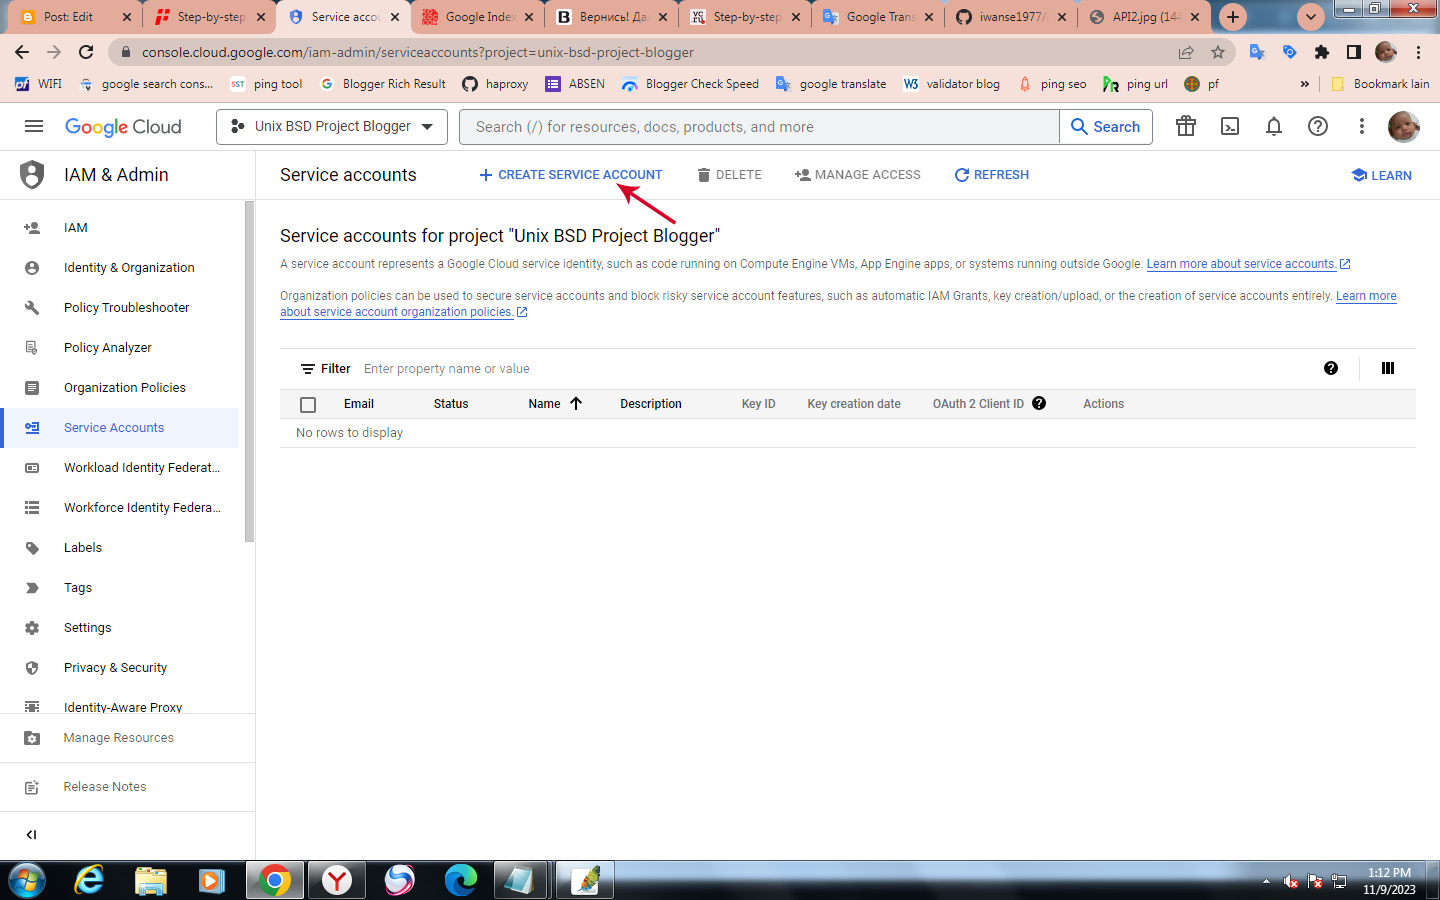 Post: Edit
Step-by-step
Service accou
Google Index
Вернись! Да
Step-by-step
Google Trans
iwanse1977/
API2.jpg (144
console.cloud.google.com/iam-admin/serviceaccounts?project=unix-bsd-project-blogger
WIFI
google search cons...
SST
ping tool
Blogger Rich Result
haproxy
ABSEN
Blogger Check Speed
google translate
W3
validator blog
ping seo
ping url
pf
»
Bookmark lain
Google Cloud
Unix BSD Project Blogger
Search (/) for resources, docs, products, and more
Search
IAM & Admin
Service accounts
CREATE SERVICE ACCOUNT
DELETE
MANAGE ACCESS
REFRESH
LEARN
IAM
Identity & Organization
Policy Troubleshooter
Policy Analyzer
Organization Policies
Service Accounts
Workload Identity Federat...
Workforce Identity Federa...
Labels
Tags
Settings
Privacy & Security
Identity-Aware Proxy
Manage Resources
Release Notes
Service accounts for project "Unix BSD Project Blogger"
A service account represents a Google Cloud service identity, such as code running on Compute Engine VMs, App Engine apps, or systems running outside Google. Learn more about service accounts.
Organization policies can be used to secure service accounts and block risky service account features, such as automatic IAM Grants, key creation/upload, or the creation of service accounts entirely. Learn more
about service account organization policies.
Filter
Enter property name or value
Email
Status
Name
Description
Key ID
Key creation date
OAuth 2 Client ID
Actions
No rows to display
1:12 PM
11/9/2023